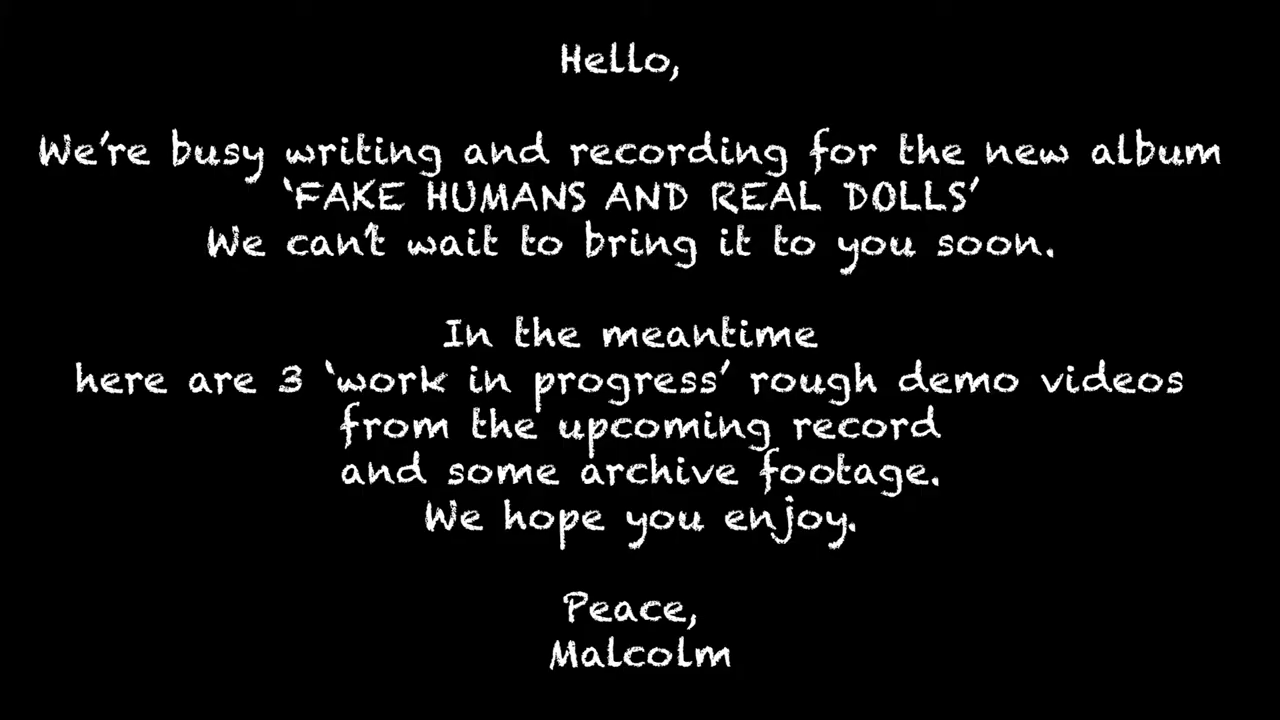 Hello,
We're busy writing and recording for the new album
'FAKE HUMANS AND REAL DOLLS'
We can't wait to bring it to you soon.
In the meantime
here are 3 'work in progress' rough demo videos
from the upcoming record
and some archive footage.
We hope you enjoy.
Peace,
Malcolm